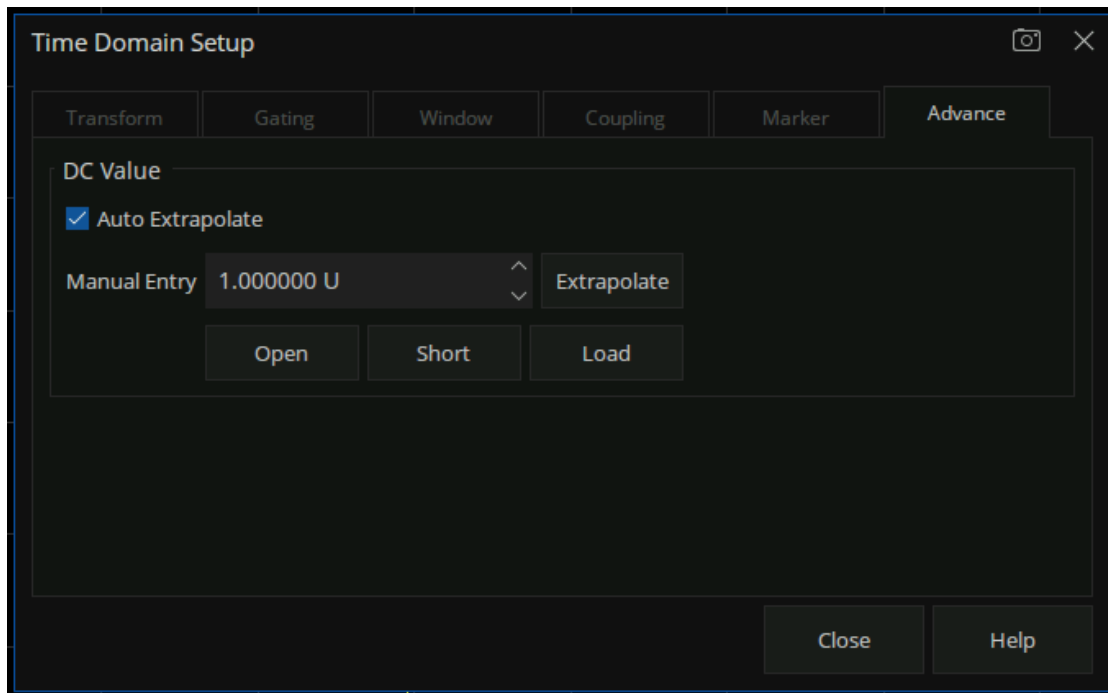 Time Domain Setup
Transform Gating Window Coupling Marker Advance
DC Value
Auto Extrapolate
Manual Entry 1.000000 U Extrapolate
Open Short Load
Close Help